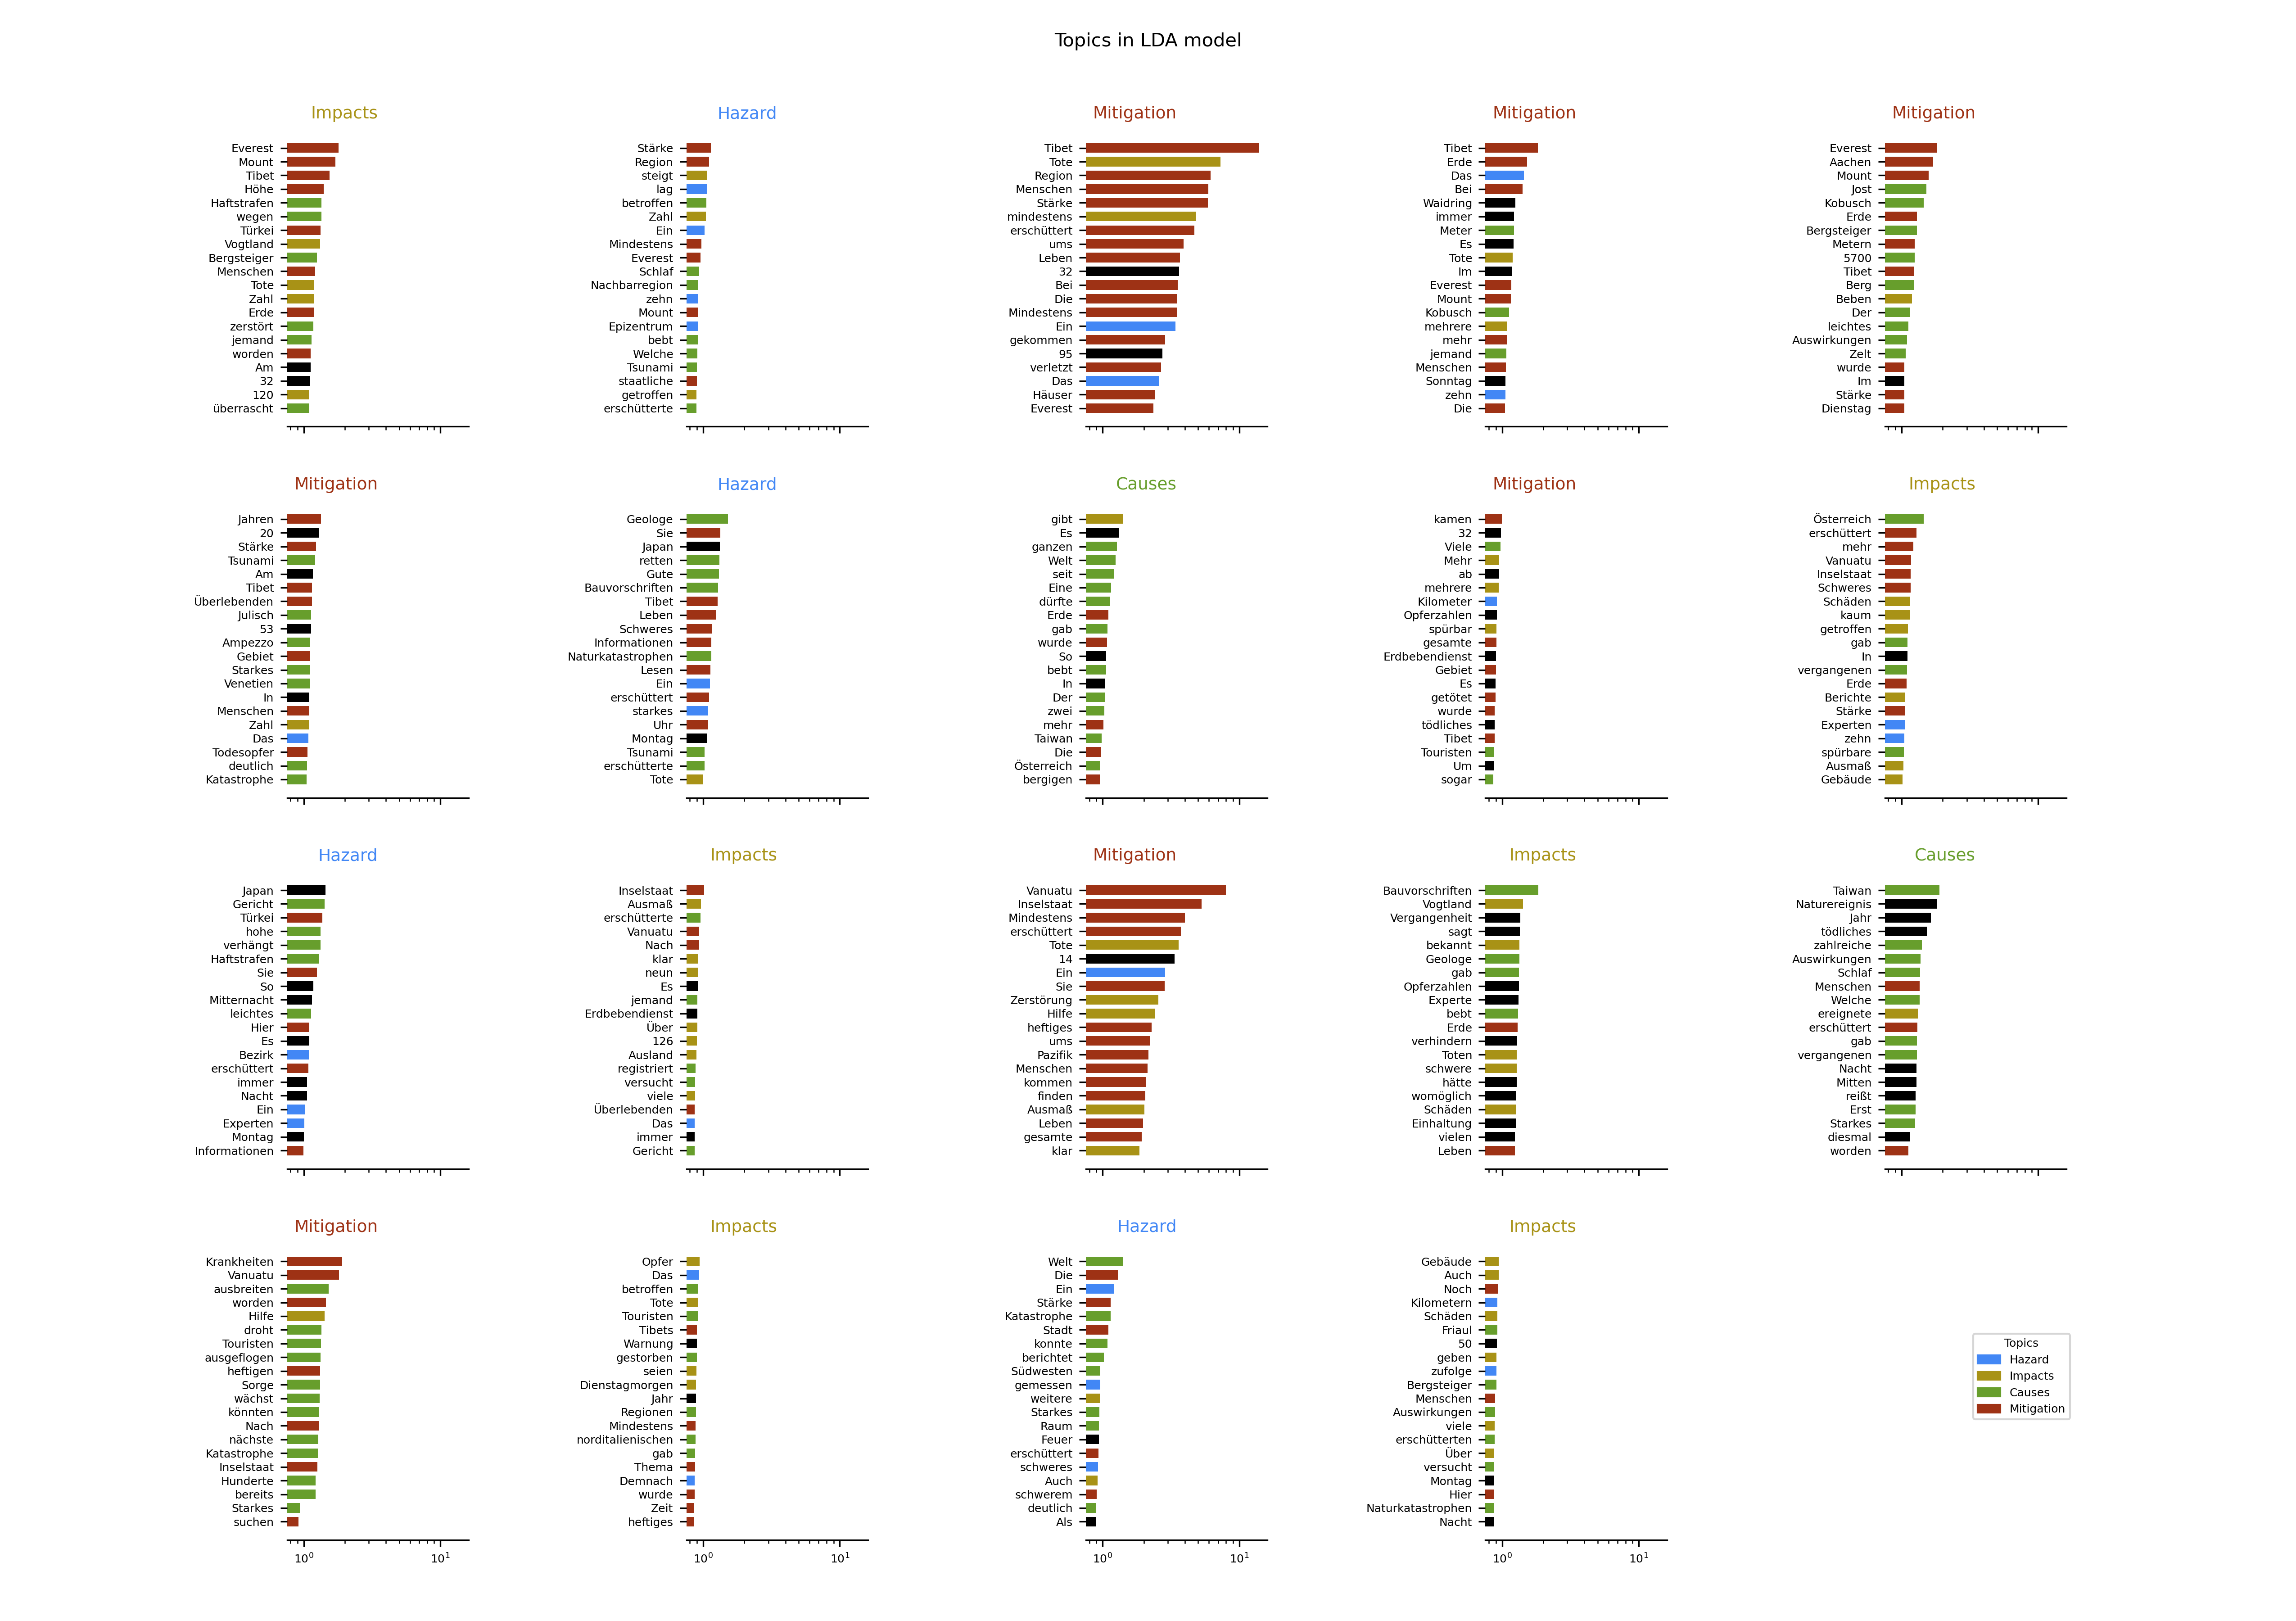 Topics in LDA model
Impacts
Everest
Mount
Tibet
Höhe
Haftstrafen
wegen
Türkei
Vogtland
Bergsteiger
Menschen
Tote
Zahl
Erde
zerstört
jemand
worden
Am
32
120
überrascht
Hazard
Stärke
Region
steigt
lag
betroffen
Zahl
Ein
Mindestens
Everest
Schlaf
Nachbarregion
zehn
Mount
Epizentrum
bebt
Welche
Tsunami
staatliche
getroffen
erschütterte
Mitigation
Tibet
Tote
Region
Menschen
Stärke
mindestens
erschüttert
ums
Leben
32
Bei
Die
Mindestens
Ein
gekommen
95
verletzt
Das
Häuser
Everest
Mitigation
Tibet
Erde
Das
Bei
Waidring
immer
Meter
Es
Tote
Im
Everest
Mount
Kobusch
mehrere
mehr
jemand
Menschen
Sonntag
zehn
Die
Mitigation
Everest
Aachen
Mount
Jost
Kobusch
Erde
Bergsteiger
Metern
5700
Tibet
Berg
Beben
Der
leichtes
Auswirkungen
Zelt
wurde
Im
Stärke
Dienstag
Mitigation
Jahren
20
Stärke
Tsunami
Am
Tibet
Überlebenden
Julisch
53
Ampezzo
Gebiet
Starkes
Venetien
In
Menschen
Zahl
Das
Todesopfer
deutlich
Katastrophe
Hazard
Geologe
Sie
Japan
retten
Gute
Bauvorschriften
Tibet
Leben
Schweres
Informationen
Naturkatastrophen
Lesen
Ein
erschüttert
starkes
Uhr
Montag
Tsunami
erschütterte
Tote
Causes
gibt
Es
ganzen
Welt
seit
Eine
dürfte
Erde
gab
wurde
So
bebt
In
Der
zwei
mehr
Taiwan
Die
Österreich
bergigen
Mitigation
kamen
32
Viele
Mehr
ab
mehrere
Kilometer
Opferzahlen
spürbar
gesamte
Erdbebendienst
Gebiet
Es
getötet
wurde
tödliches
Tibet
Touristen
Um
sogar
Impacts
Österreich
erschüttert
mehr
Vanuatu
Inselstaat
Schweres
Schäden
kaum
getroffen
gab
In
vergangenen
Erde
Berichte
Stärke
Experten
zehn
spürbare
Ausmaß
Gebäude
Hazard
Japan
Gericht
Türkei
hohe
verhängt
Haftstrafen
Sie
So
Mitternacht
leichtes
Hier
Es
Bezirk
erschüttert
immer
Nacht
Ein
Experten
Montag
Informationen
Impacts
Inselstaat
Ausmaß
erschütterte
Vanuatu
Nach
klar
neun
Es
jemand
Erdbebendienst
Über
126
Ausland
registriert
versucht
viele
Überlebenden
Das
immer
Gericht
Mitigation
Vanuatu
Inselstaat
Mindestens
erschüttert
Tote
14
Ein
Sie
Zerstörung
Hilfe
heftiges
ums
Pazifik
Menschen
kommen
finden
Ausmaß
Leben
gesamte
klar
Impacts
Bauvorschriften
Vogtland
Vergangenheit
sagt
bekannt
Geologe
gab
Opferzahlen
Experte
bebt
Erde
verhindern
Toten
schwere
hätte
womöglich
Schäden
Einhaltung
vielen
Leben
Causes
Taiwan
Naturereignis
Jahr
tödliches
zahlreiche
Auswirkungen
Schlaf
Menschen
Welche
ereignete
erschüttert
gab
vergangenen
Nacht
Mitten
reißt
Erst
Starkes
diesmal
worden
Mitigation
Krankheiten
Vanuatu
ausbreiten
worden
Hilfe
droht
Touristen
ausgeflogen
heftigen
Sorge
wächst
könnten
Nach
nächste
Katastrophe
Inselstaat
Hunderte
bereits
Starkes
suchen
10⁰ 10¹
Impacts
Opfer
Das
betroffen
Tote
Touristen
Tibets
Warnung
gestorben
seien
Dienstagmorgen
Jahr
Regionen
Mindestens
norditalienischen
gab
Thema
Demnach
wurde
Zeit
heftiges
10⁰ 10¹
Hazard
Welt
Die
Ein
Stärke
Katastrophe
Stadt
konnte
berichtet
Südwesten
gemessen
weitere
Starkes
Raum
Feuer
erschüttert
schweres
Auch
schwerem
deutlich
Als
10⁰ 10¹
Impacts
Gebäude
Auch
Noch
Kilometern
Schäden
Friaul
50
geben
zufolge
Bergsteiger
Menschen
Auswirkungen
viele
erschütterten
Über
versucht
Montag
Hier
Naturkatastrophen
Nacht
10⁰ 10¹
Topics
Hazard
Impacts
Causes
Mitigation